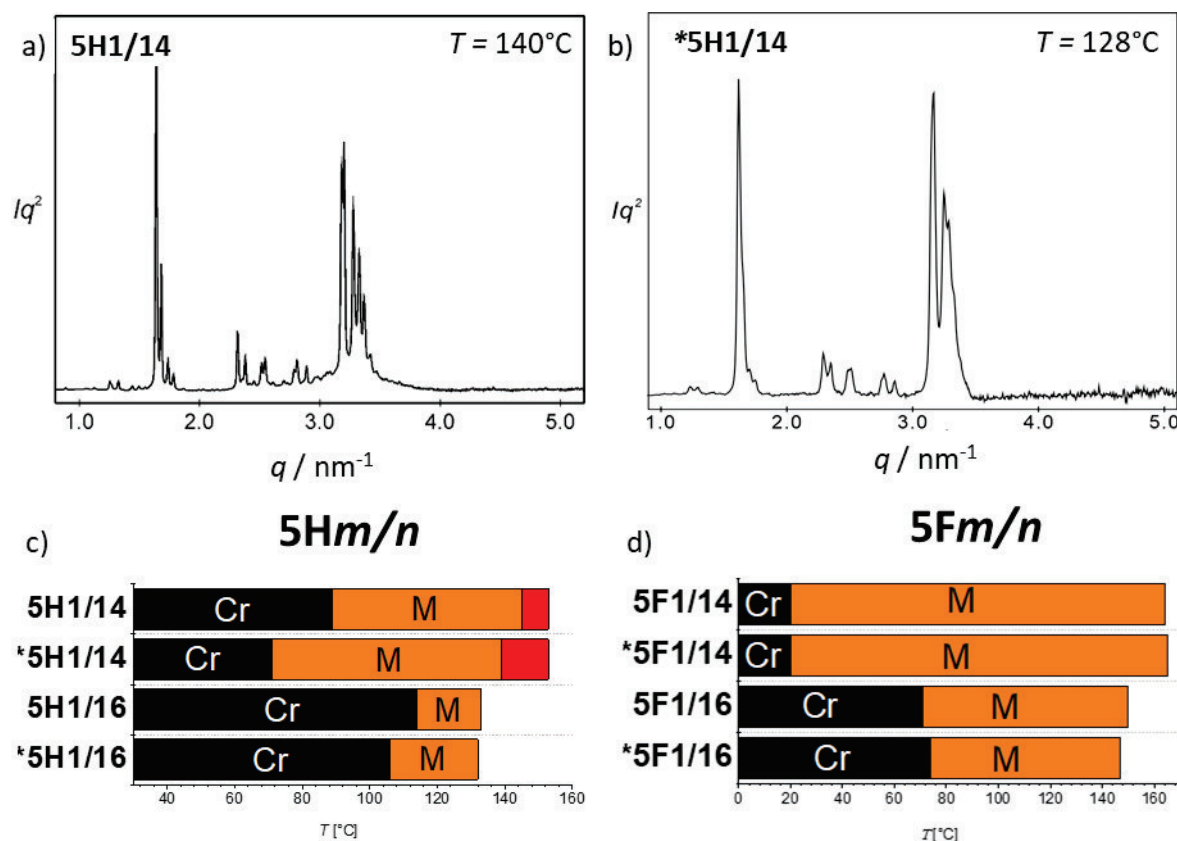 a) 5H1/14 T = 140°C
Iq²
1.0 2.0 3.0 4.0 5.0
q / nm⁻¹
b) *5H1/14 T = 128°C
Iq²
1.0 2.0 3.0 4.0 5.0
q / nm⁻¹
c) 5Hm/n
5H1/14 Cr M
*5H1/14 Cr M
5H1/16 Cr M
*5H1/16 Cr M
40 60 80 100 120 140 160
T [°C]
d) 5Fm/n
5F1/14 Cr M
*5F1/14 Cr M
5F1/16 Cr M
*5F1/16 Cr M
0 20 40 60 80 100 120 140 160
T[°C]